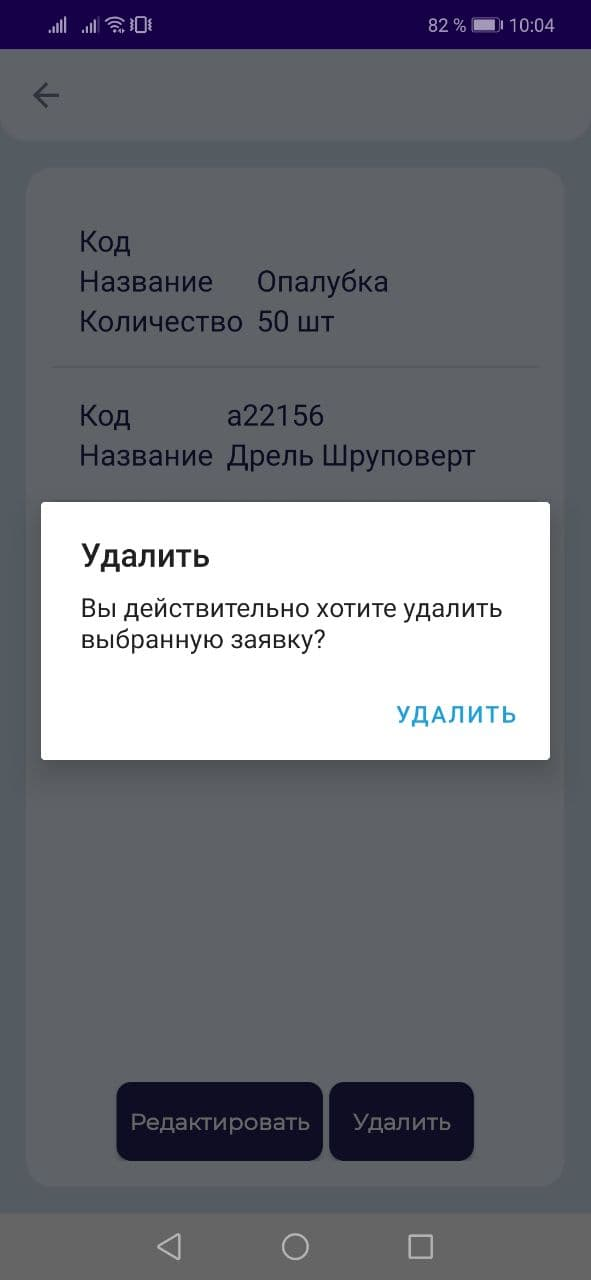 82 % 10:04
Код
Название Опалубка
Количество 50 шт
Код a22156
Название Дрель Шруповерт
Удалить
Вы действительно хотите удалить
выбранную заявку?
УДАЛИТЬ
Редактировать Удалить